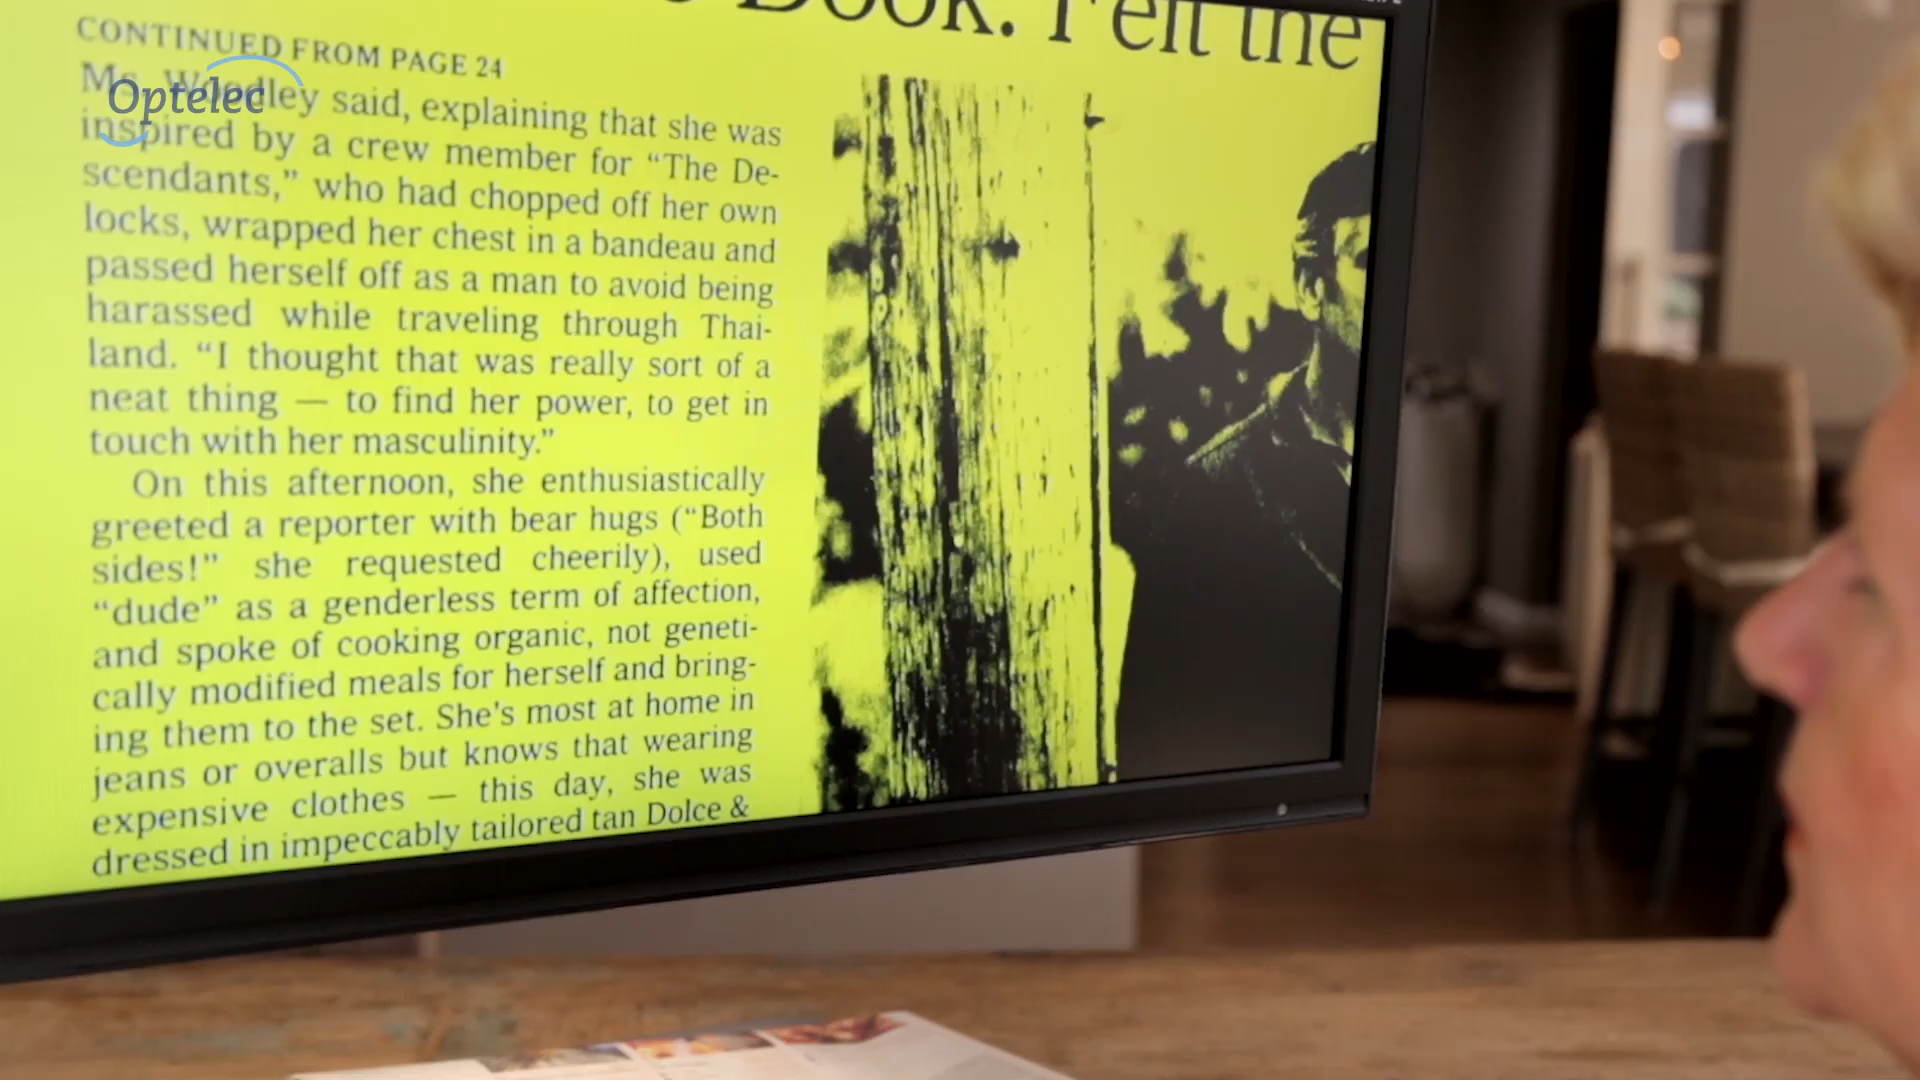 Book. Felt the
CONTINUED FROM PAGE 24
Optelec
Ms. Woodley said, explaining that she was
inspired by a crew member for “The De-
scendants,” who had chopped off her own
locks, wrapped her chest in a bandeau and
passed herself off as a man to avoid being
harassed while traveling through Thai-
land. “I thought that was really sort of a
neat thing — to find her power, to get in
touch with her masculinity.”
On this afternoon, she enthusiastically
greeted a reporter with bear hugs (“Both
sides!” she requested cheerily), used
“dude” as a genderless term of affection,
and spoke of cooking organic, not geneti-
cally modified meals for herself and bring-
ing them to the set. She's most at home in
jeans or overalls but knows that wearing
expensive clothes — this day, she was
dressed in impeccably tailored tan Dolce &